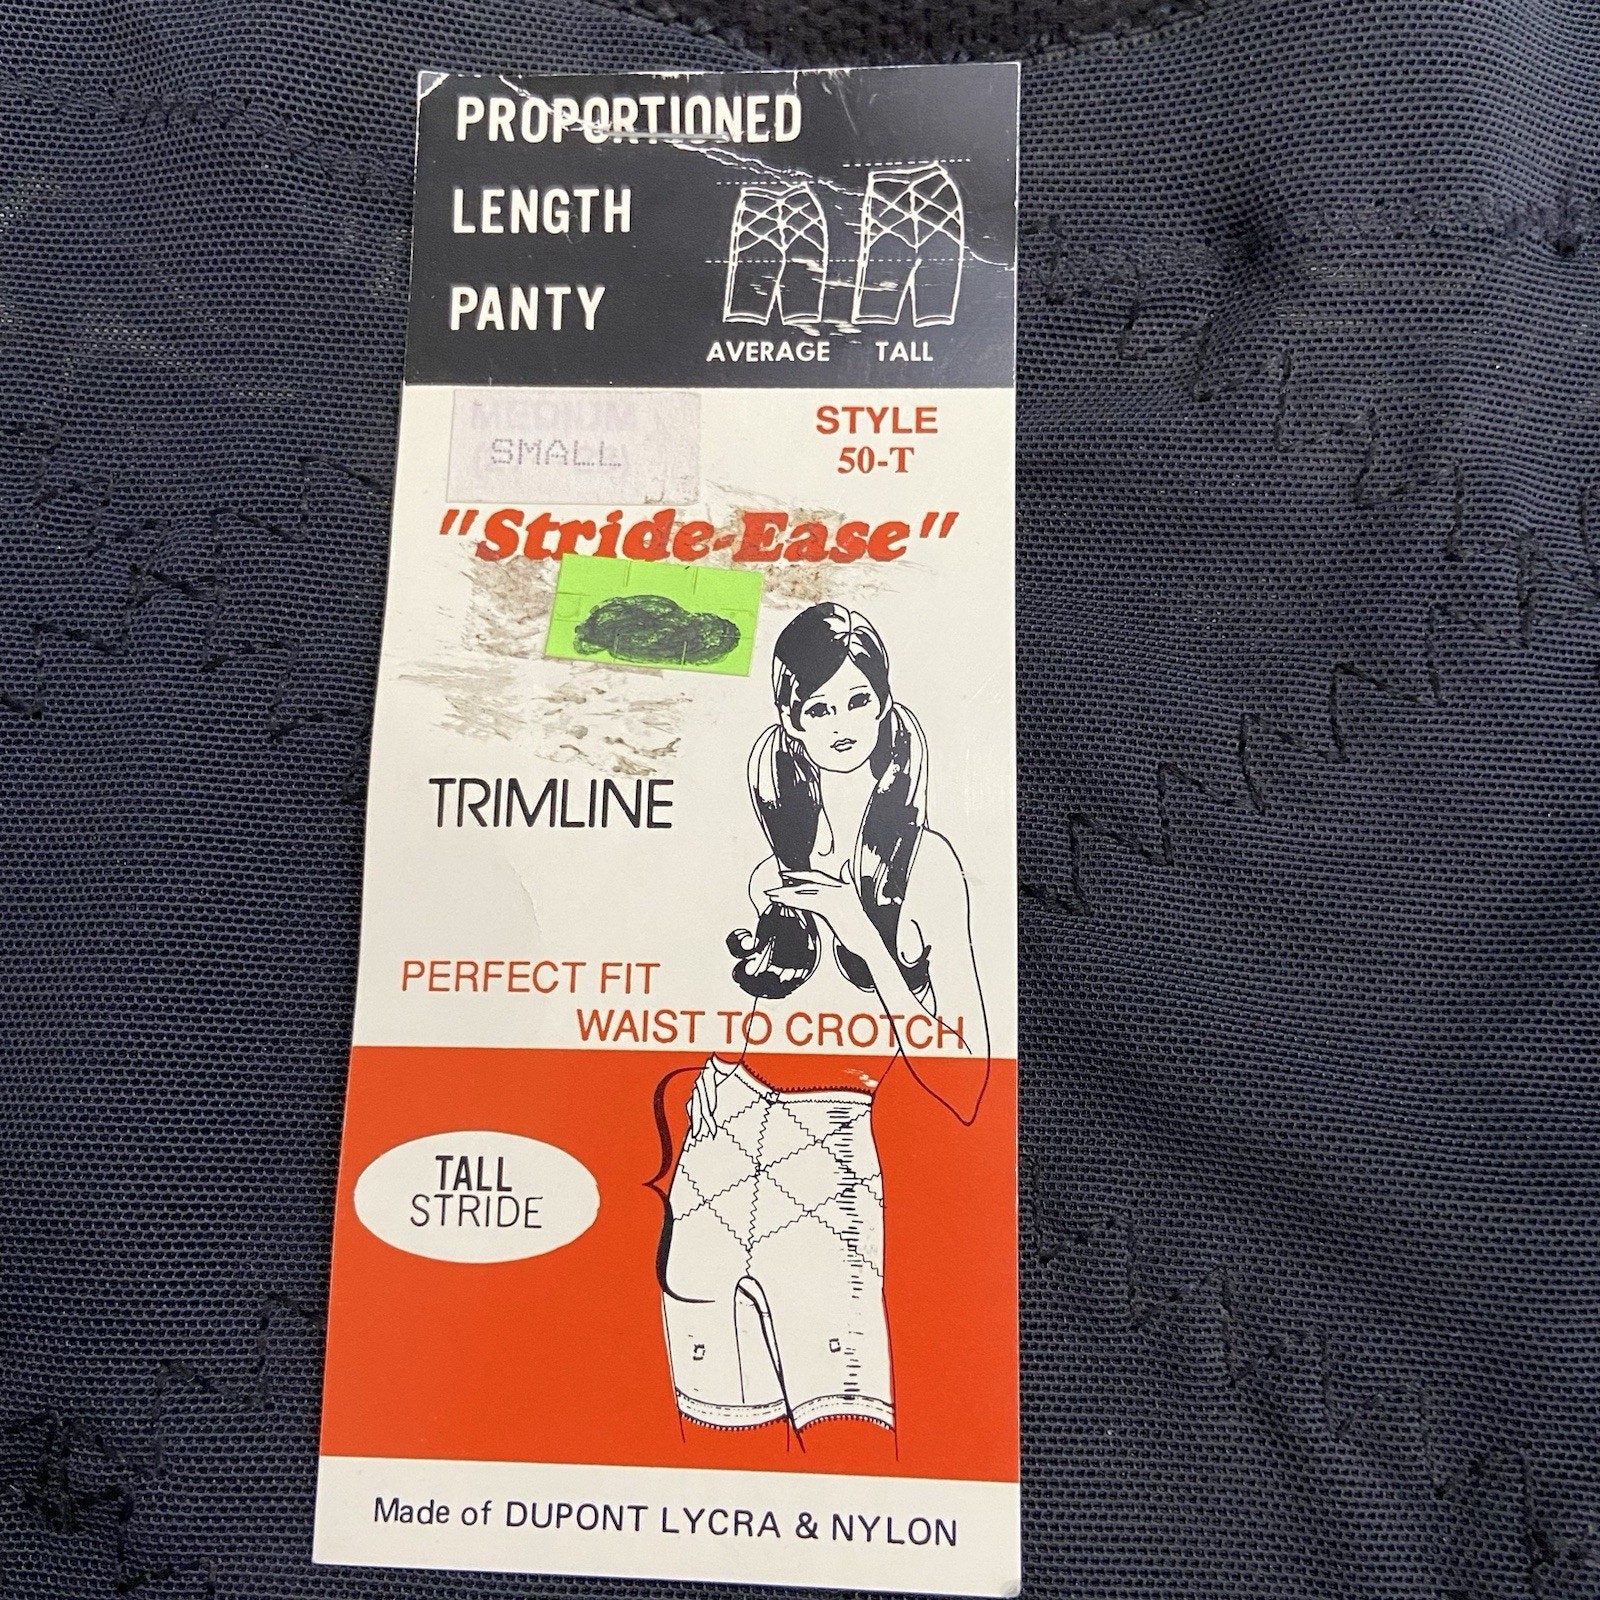 PROPORTIONED
LENGTH
PANTY
AVERAGE TALL
MEDIUM
SMALL
STYLE
50-T
"Stride-Ease"
TRIMLINE
PERFECT FIT
WAIST TO CROTCH
TALL
STRIDE
Made of DUPONT LYCRA & NYLON